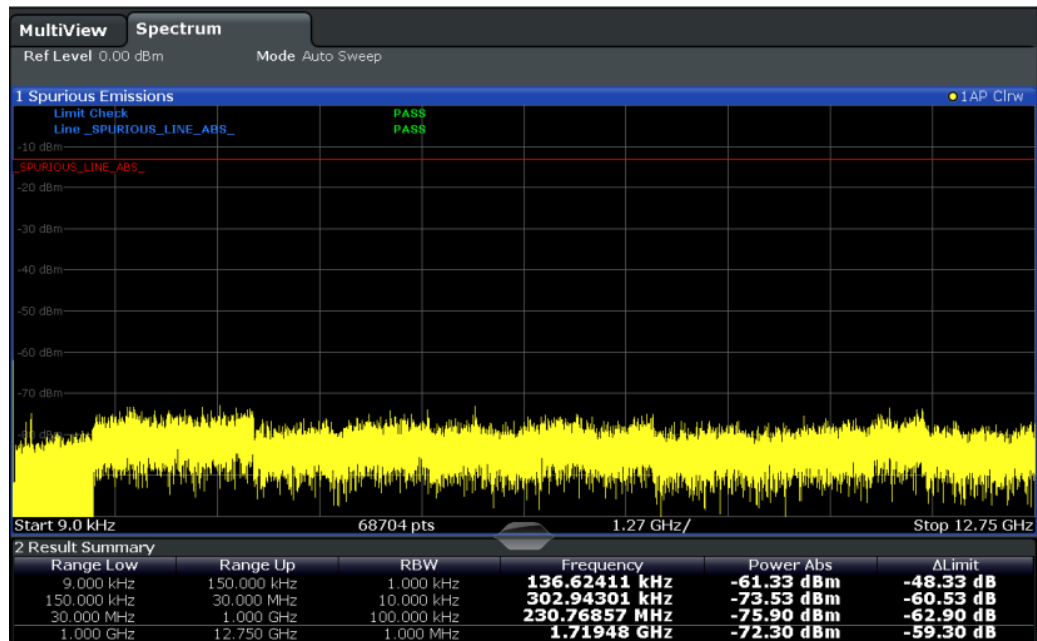 MultiView Spectrum
Ref Level 0.00 dBm Mode Auto Sweep
1 Spurious Emissions 1AP Clrw
Limit Check PASS
Line _SPURIOUS_LINE_ABS_ PASS
-10 dBm
_SPURIOUS_LINE_ABS_
-20 dBm
-30 dBm
-40 dBm
-50 dBm
-60 dBm
-70 dBm
Start 9.0 kHz 68704 pts 1.27 GHz/ Stop 12.75 GHz
2 Result Summary
Range Low Range Up RBW Frequency Power Abs ΔLimit
9.000 kHz 150.000 kHz 1.000 kHz 136.62411 kHz -61.33 dBm -48.33 dB
150.000 kHz 30.000 MHz 10.000 kHz 302.94301 kHz -73.53 dBm -60.53 dB
30.000 MHz 1.000 GHz 100.000 kHz 230.76857 MHz -75.90 dBm -62.90 dB
1.000 GHz 12.750 GHz 1.000 MHz 1.71948 GHz -72.30 dBm -59.30 dB